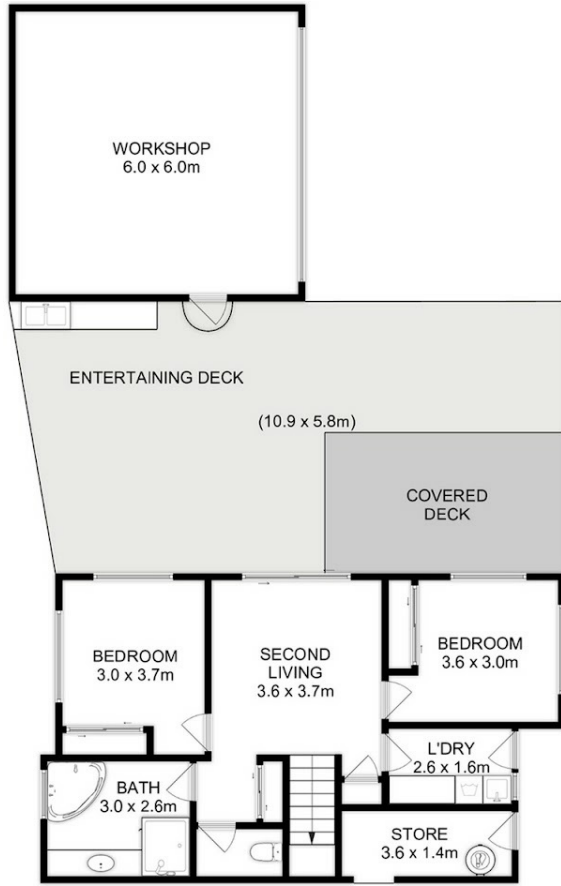 WORKSHOP
6.0 x 6.0m
ENTERTAINING DECK
(10.9 x 5.8m)
COVERED
DECK
BEDROOM
3.0 x 3.7m
SECOND
LIVING
3.6 x 3.7m
BEDROOM
3.6 x 3.0m
L'DRY
2.6 x 1.6m
BATH
3.0 x 2.6m
STORE
3.6 x 1.4m